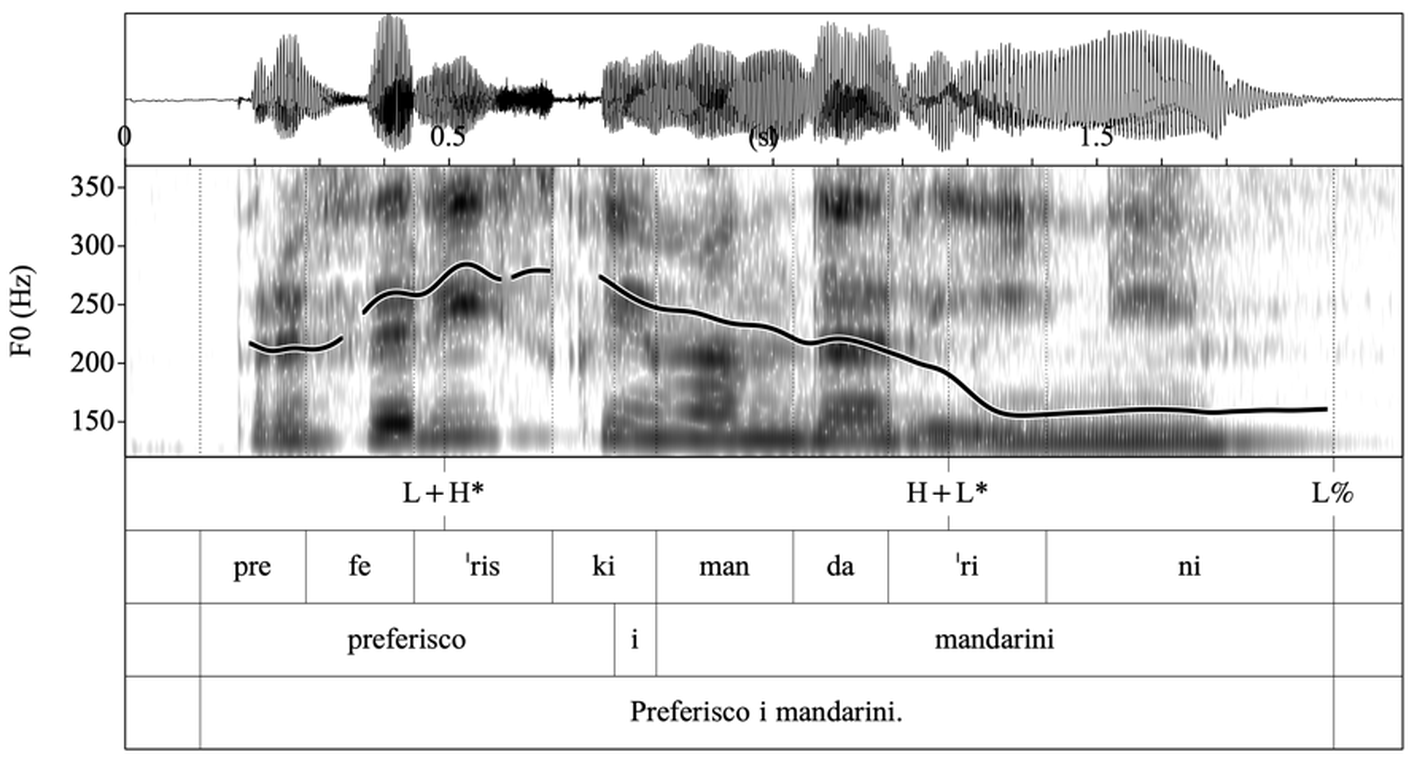 0 0.5 (s) 1.5
350
300
250
200
150
F0 (Hz)
L+H* H+L* L%
pre fe ˈris ki man da ˈri ni
preferisco i mandarini
Preferisco i mandarini.